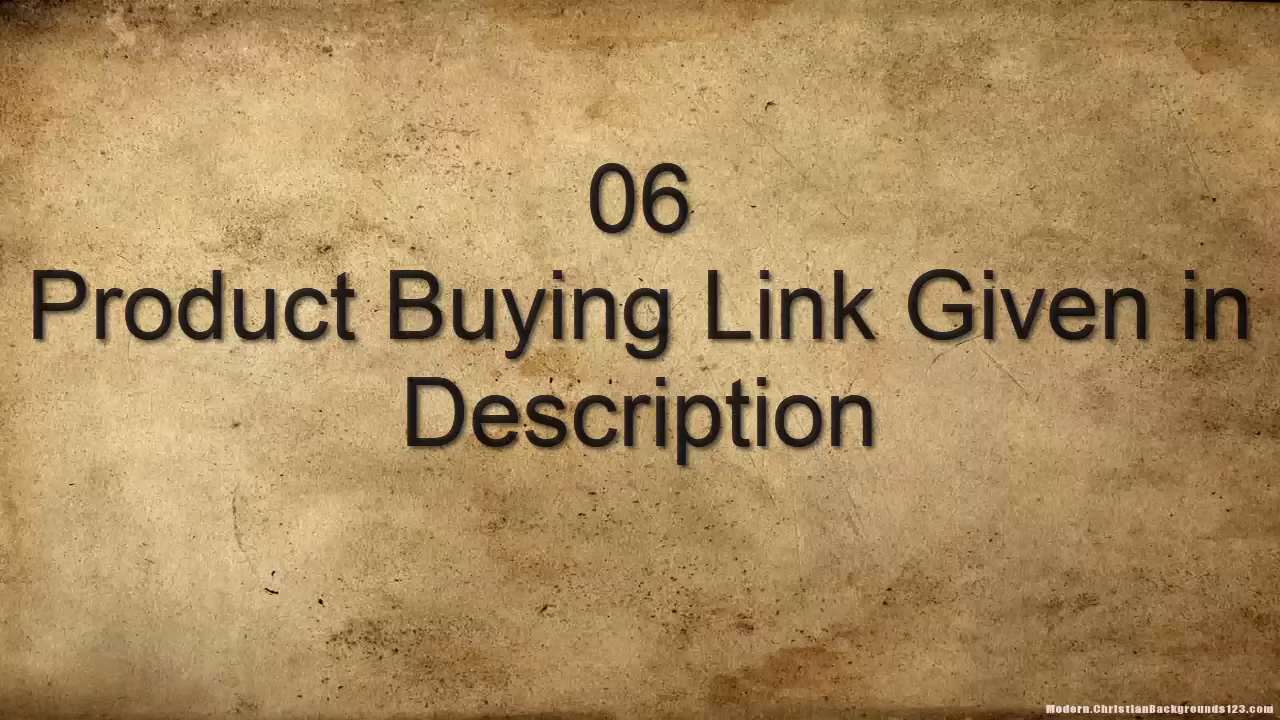 06
Product Buying Link Given in
Description
Modern.ChristianBackgrounds123.com